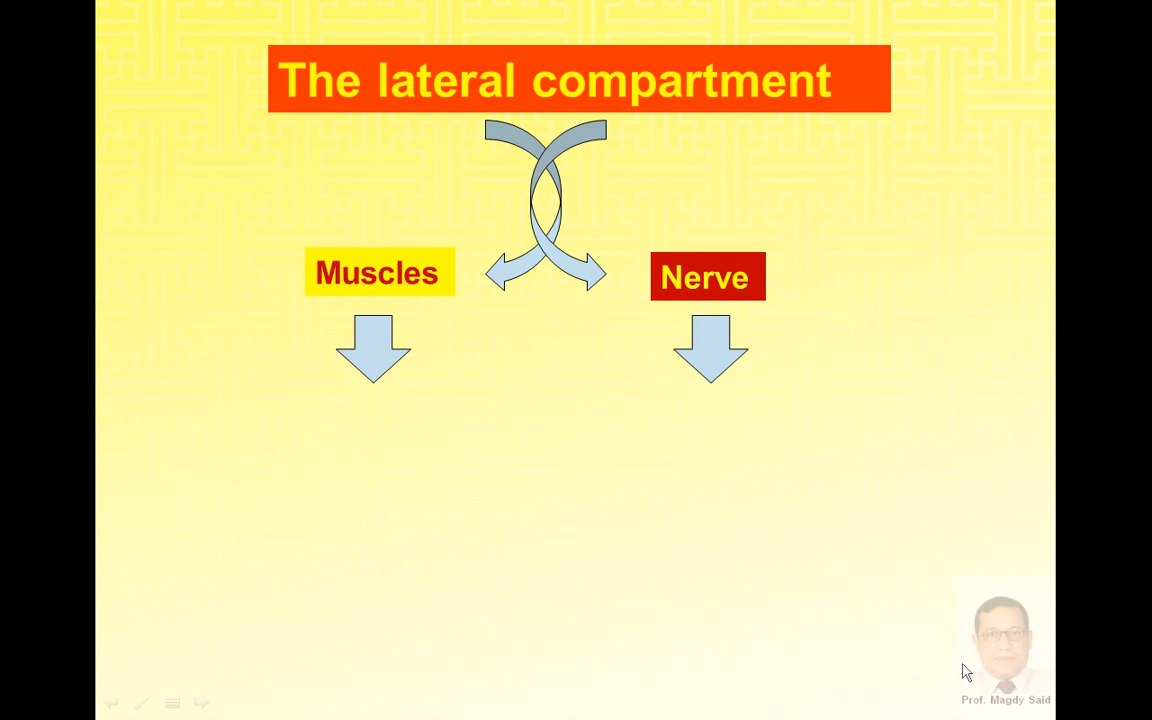 The lateral compartment
Muscles
Nerve
Prof. Magdy Said